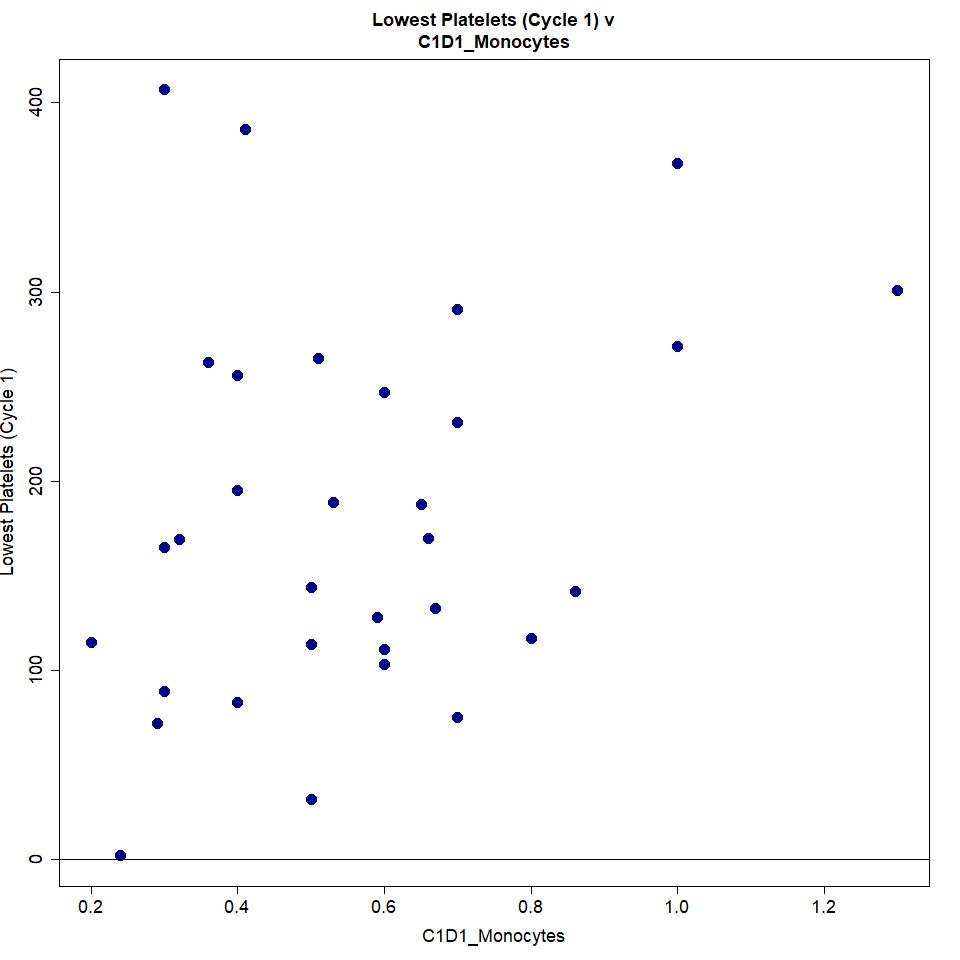 Lowest Platelets (Cycle 1) v
C1D1_Monocytes
Lowest Platelets (Cycle 1)
400
300
200
100
0
0.2 0.4 0.6 0.8 1.0 1.2
C1D1_Monocytes